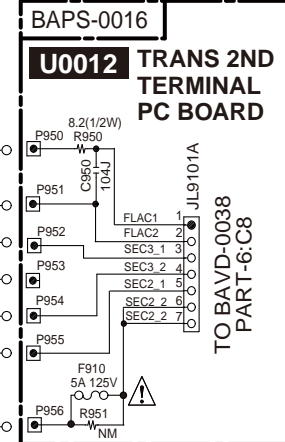 BAPS-0016
U0012
TRANS 2ND
TERMINAL
PC BOARD
8.2(1/2W)
P950
R950
C950
104J
P951
P952
P953
P954
P955
P956
FLAC1 1
FLAC2 2
SEC3_1 3
SEC3_2 4
SEC2_1 5
SEC2_2 6
SEC2_2 7
JL9101A
TO BAVD-0038
PART-6:C8
F910
5A 125V
R951
NM